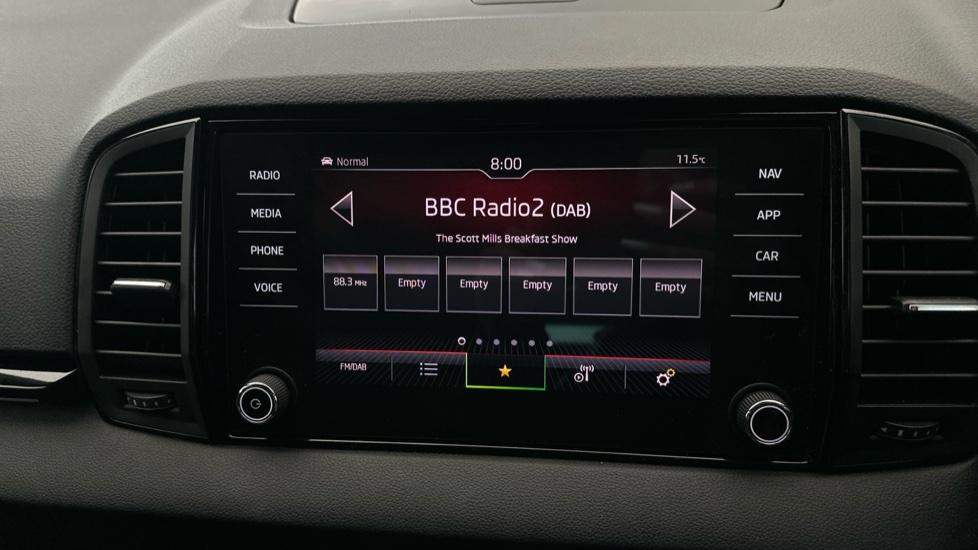 Normal 8:00 11.5°C
RADIO
MEDIA
PHONE
VOICE
BBC Radio2 (DAB)
The Scott Mills Breakfast Show
88.3 MHz Empty Empty Empty Empty Empty
FM/DAB
NAV
APP
CAR
MENU